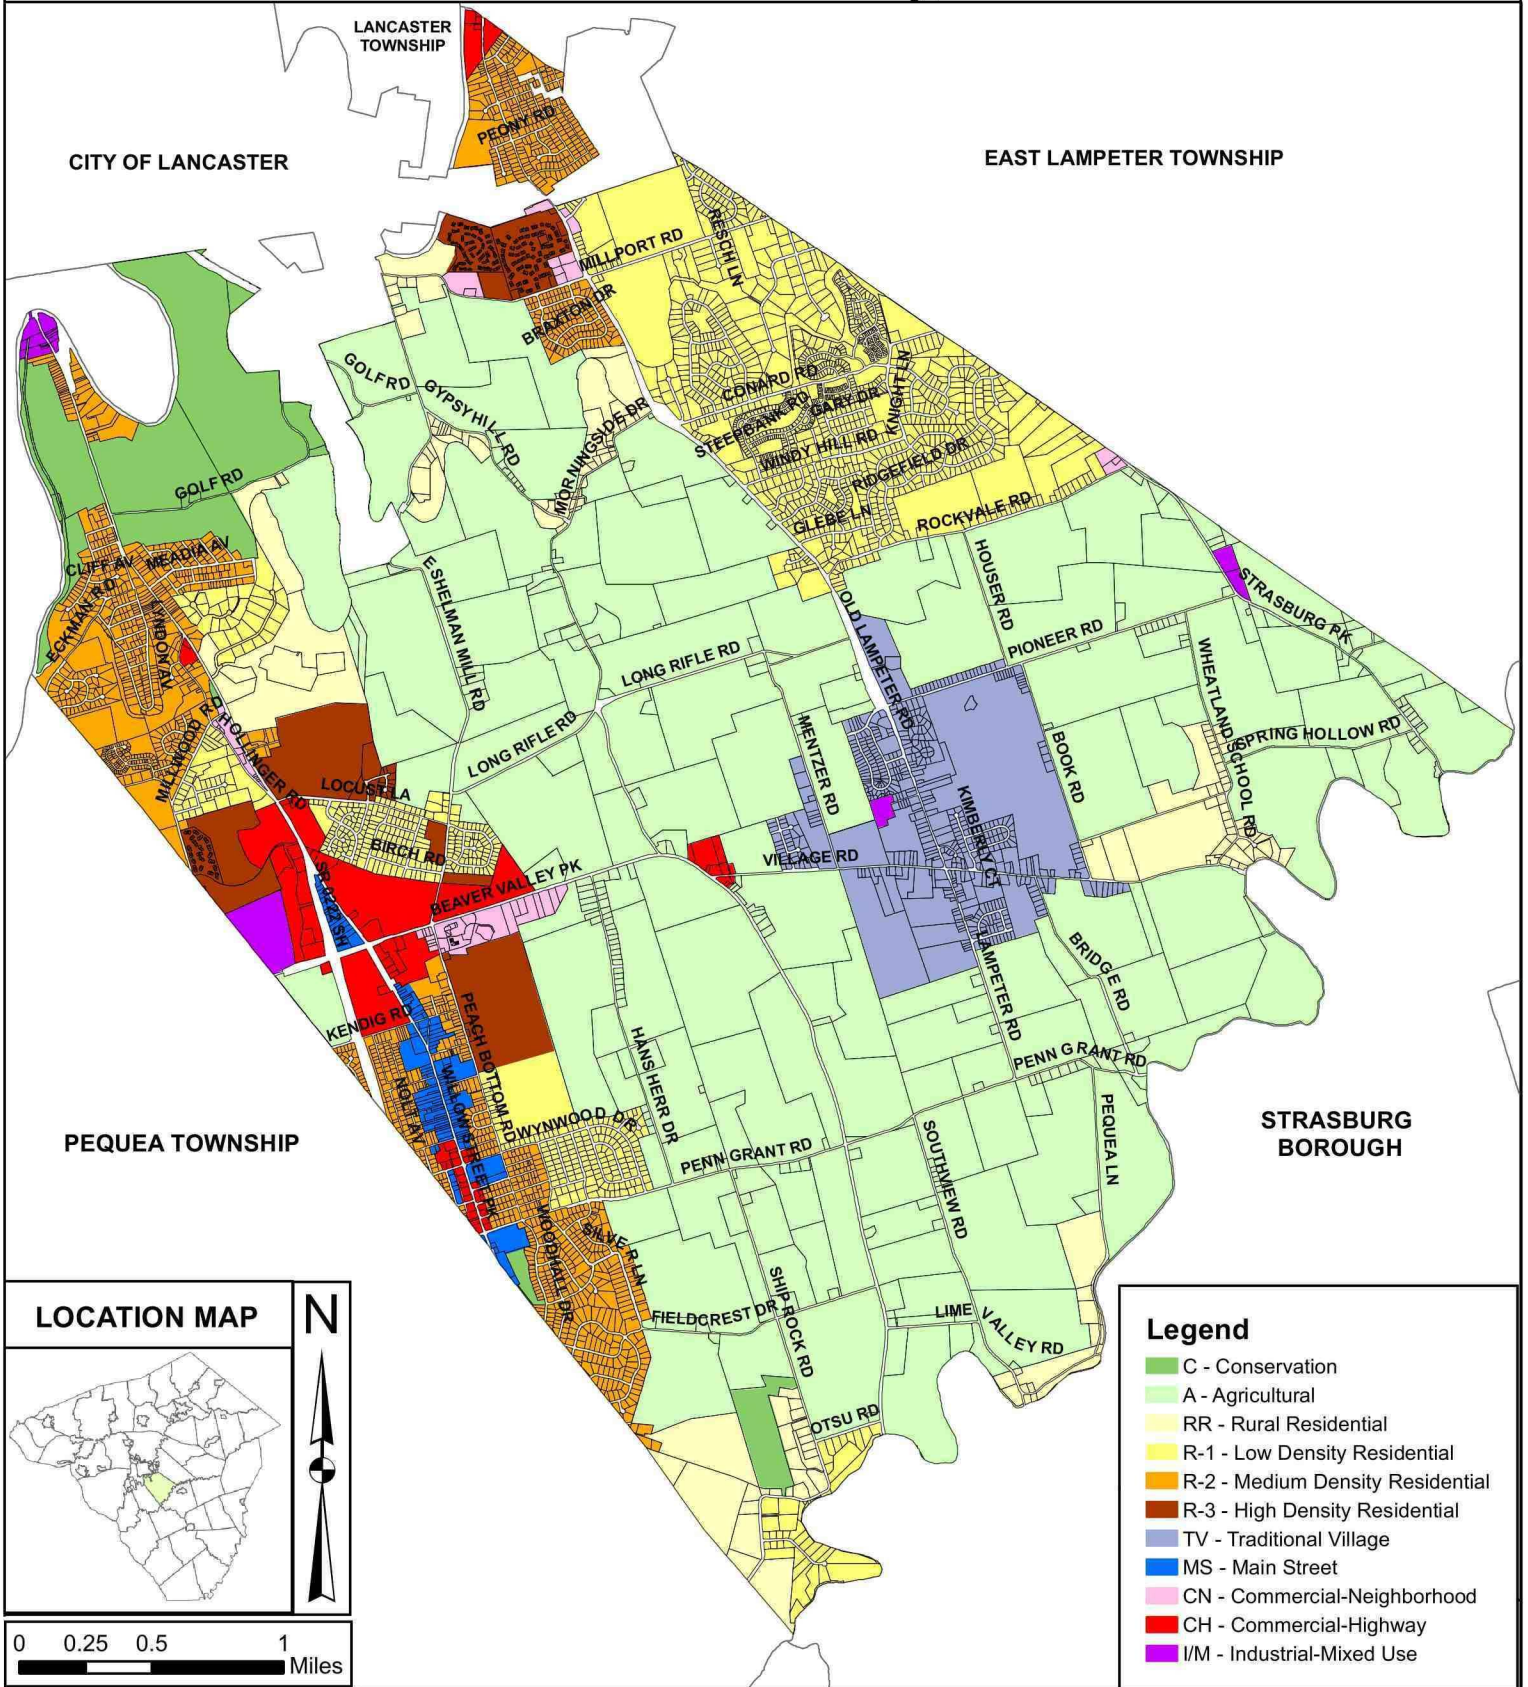 LANCASTER
TOWNSHIP
CITY OF LANCASTER
EAST LAMPETER TOWNSHIP
PEONY RD
RESCH LN
MILLPORT RD
BRAXTON DR
GOLF RD
GYPSY HILL RD
CONARD RD
KNIGHT LN
GARY DR
STEEPBANK RD
MORNINGSIDE DR
WINDY HILL RD
RIDGEFIELD DR
GOLF RD
ROCKVALE RD
GLEBE LN
CLIFF AV
MEADIA AV
ECKMAN RD
LYNDON AV
ESHELMAN MILL RD
HOUSER RD
STRASBURG PK
OLD LAMPETER RD
PIONEER RD
LONG RIFLE RD
WHEATLAND SCHOOL RD
MILLWOOD RD
HOLLINGER RD
LONG RIFLE RD
MENTZER RD
BOOK RD
SPRING HOLLOW RD
LOCUST LA
KIMBERLY CT
BIRCH RD
VILLAGE RD
BEAVER VALLEY PK
SR 0222 SH
LAMPETER RD
BRIDGE RD
KENDIG RD
PEACH BOTTOM RD
HANS HERR DR
PENN GRANT RD
NOLT AV
WILLOW STREET PK
WYNWOOD DR
PEQUEA LN
STRASBURG
BOROUGH
PEQUEA TOWNSHIP
PENN GRANT RD
SOUTHVIEW RD
WOODHALL DR
SILVER LN
SHIP ROCK RD
FIELDCREST DR
LIME VALLEY RD
OTSU RD
LOCATION MAP
N
0 0.25 0.5 1
Miles
Legend
C - Conservation
A - Agricultural
RR - Rural Residential
R-1 - Low Density Residential
R-2 - Medium Density Residential
R-3 - High Density Residential
TV - Traditional Village
MS - Main Street
CN - Commercial-Neighborhood
CH - Commercial-Highway
I/M - Industrial-Mixed Use